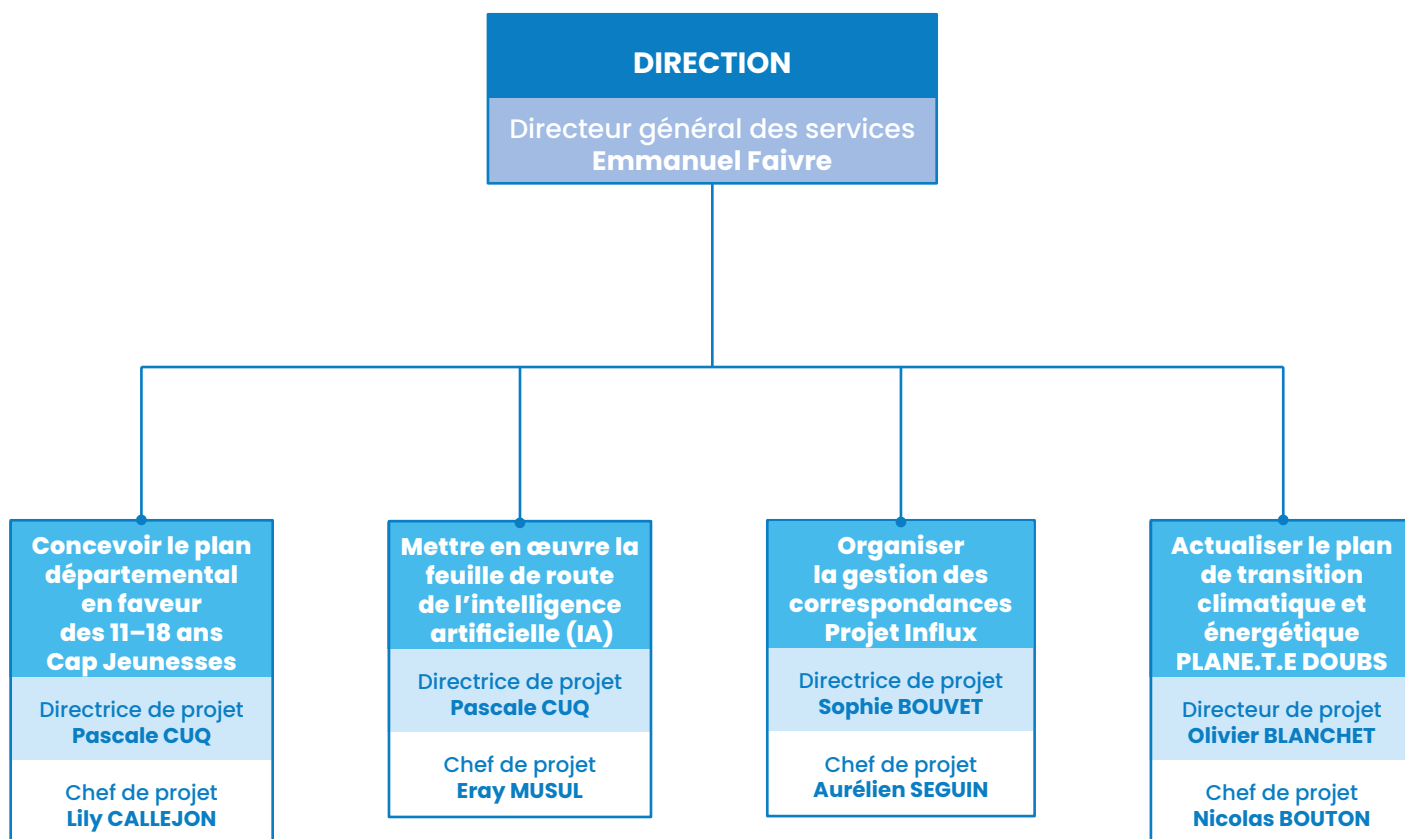 DIRECTION
Directeur général des services
Emmanuel Faivre
Concevoir le plan
départemental
en faveur
des 11–18 ans
Cap Jeunesses
Directrice de projet
Pascale CUQ
Chef de projet
Lily CALLEJON
Mettre en œuvre la
feuille de route
de l’intelligence
artificielle (IA)
Directrice de projet
Pascale CUQ
Chef de projet
Eray MUSUL
Organiser
la gestion des
correspondances
Projet Influx
Directrice de projet
Sophie BOUVET
Chef de projet
Aurélien SEGUIN
Actualiser le plan
de transition
climatique et
énergétique
PLANE.T.E DOUBS
Directeur de projet
Olivier BLANCHET
Chef de projet
Nicolas BOUTON